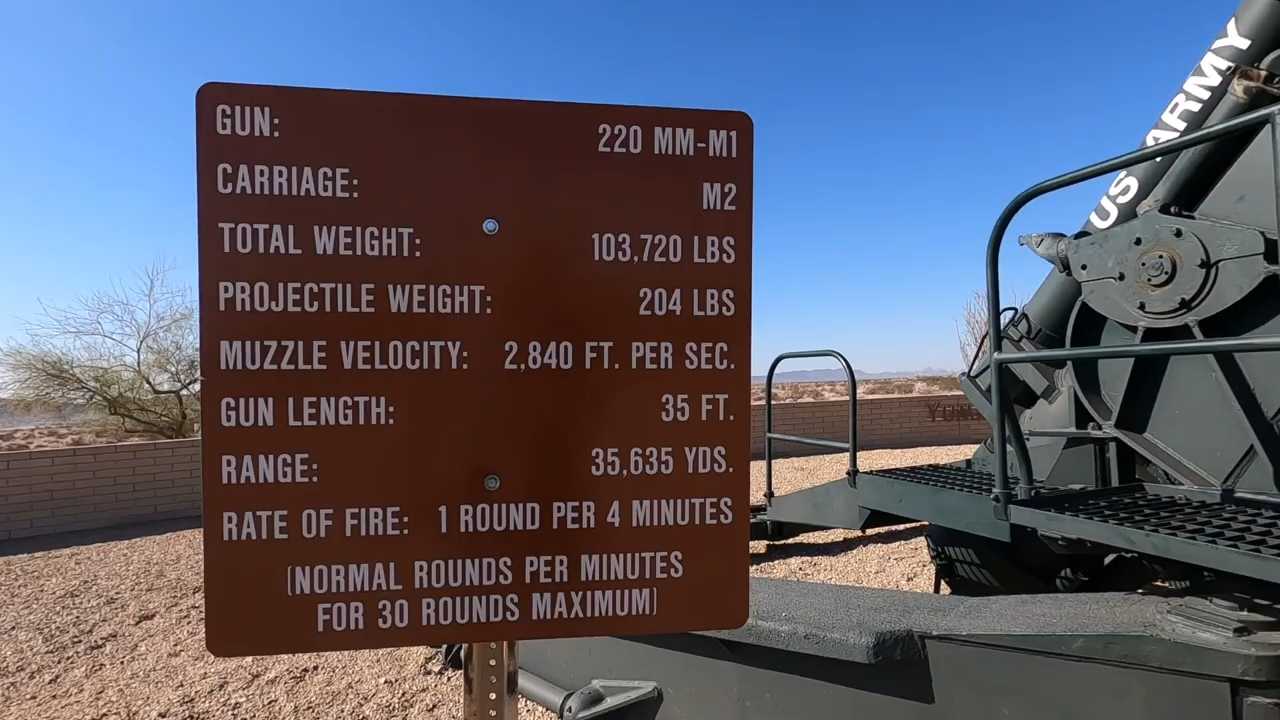 GUN: 220 MM-M1
CARRIAGE: M2
TOTAL WEIGHT: 103,720 LBS
PROJECTILE WEIGHT: 204 LBS
MUZZLE VELOCITY: 2,840 FT. PER SEC.
GUN LENGTH: 35 FT.
RANGE: 35,635 YDS.
RATE OF FIRE: 1 ROUND PER 4 MINUTES
(NORMAL ROUNDS PER MINUTES
FOR 30 ROUNDS MAXIMUM)
US ARMY